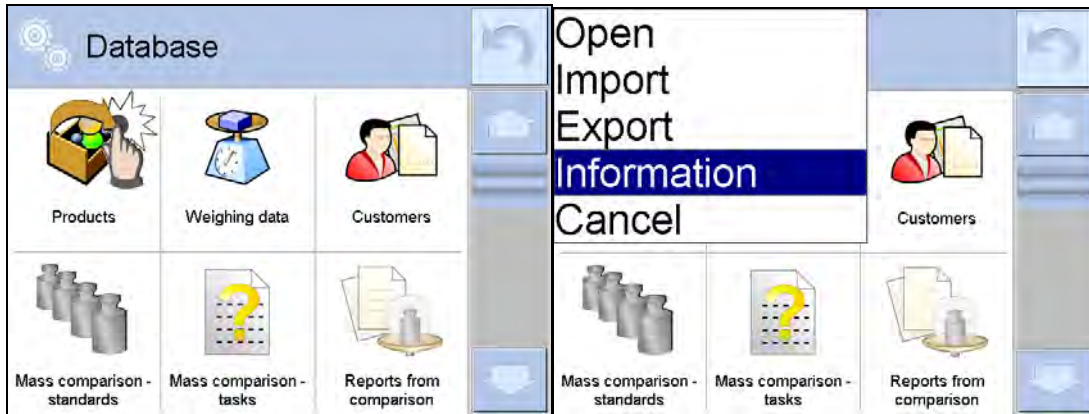 Database
Products
Weighing data
Customers
Mass comparison -
standards
Mass comparison -
tasks
Reports from
comparison
Open
Import
Export
Information
Cancel
Customers
Mass comparison -
standards
Mass comparison -
tasks
Reports from
comparison